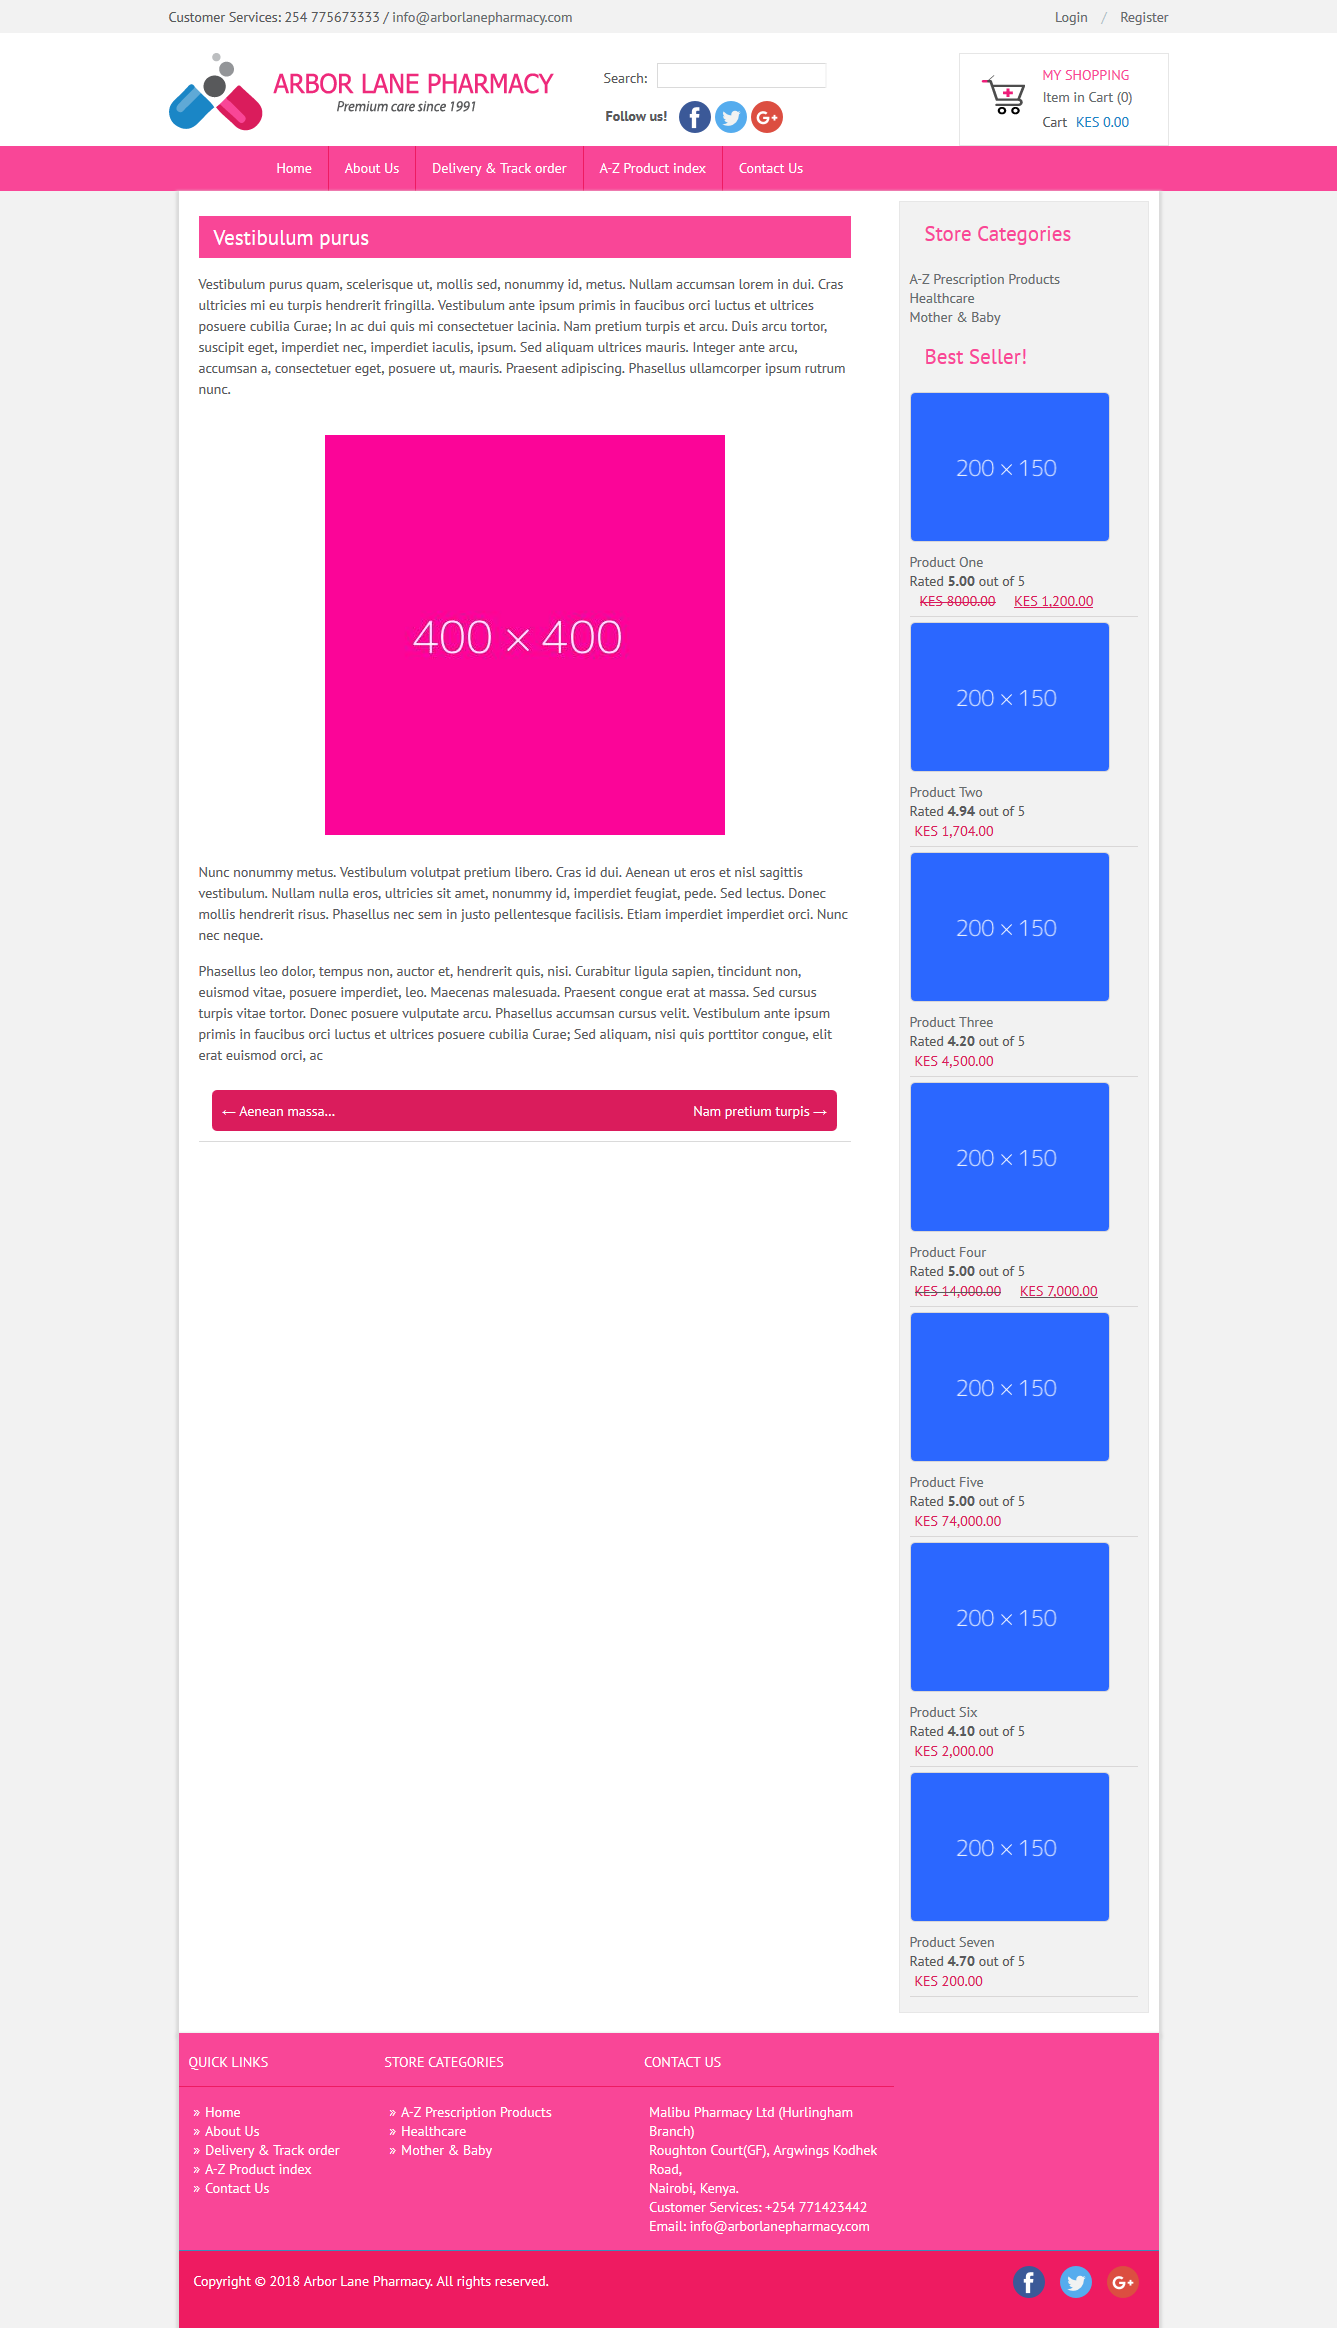 Customer Services: 254 775673333 / info@arborlanepharmacy.com
Login / Register
ARBOR LANE PHARMACY
Premium care since 1991
Search:
Follow us!
MY SHOPPING
Item in Cart (0)
Cart KES 0.00
Home
About Us
Delivery & Track order
A-Z Product index
Contact Us
Vestibulum purus
Vestibulum purus quam, scelerisque ut, mollis sed, nonummy id, metus. Nullam accumsan lorem in dui. Cras
ultricies mi eu turpis hendrerit fringilla. Vestibulum ante ipsum primis in faucibus orci luctus et ultrices
posuere cubilia Curae; In ac dui quis mi consectetuer lacinia. Nam pretium turpis et arcu. Duis arcu tortor,
suscipit eget, imperdiet nec, imperdiet iaculis, ipsum. Sed aliquam ultrices mauris. Integer ante arcu,
accumsan a, consectetuer eget, posuere ut, mauris. Praesent adipiscing. Phasellus ullamcorper ipsum rutrum
nunc.
400 × 400
Nunc nonummy metus. Vestibulum volutpat pretium libero. Cras id dui. Aenean ut eros et nisl sagittis
vestibulum. Nullam nulla eros, ultricies sit amet, nonummy id, imperdiet feugiat, pede. Sed lectus. Donec
mollis hendrerit risus. Phasellus nec sem in justo pellentesque facilisis. Etiam imperdiet imperdiet orci. Nunc
nec neque.
Phasellus leo dolor, tempus non, auctor et, hendrerit quis, nisi. Curabitur ligula sapien, tincidunt non,
euismod vitae, posuere imperdiet, leo. Maecenas malesuada. Praesent congue erat at massa. Sed cursus
turpis vitae tortor. Donec posuere vulputate arcu. Phasellus accumsan cursus velit. Vestibulum ante ipsum
primis in faucibus orci luctus et ultrices posuere cubilia Curae; Sed aliquam, nisi quis porttitor congue, elit
erat euismod orci, ac
← Aenean massa...
Nam pretium turpis →
Store Categories
A-Z Prescription Products
Healthcare
Mother & Baby
Best Seller!
200 × 150
Product One
Rated 5.00 out of 5
KES 8000.00 KES 1,200.00
200 × 150
Product Two
Rated 4.94 out of 5
KES 1,704.00
200 × 150
Product Three
Rated 4.20 out of 5
KES 4,500.00
200 × 150
Product Four
Rated 5.00 out of 5
KES 14,000.00 KES 7,000.00
200 × 150
Product Five
Rated 5.00 out of 5
KES 74,000.00
200 × 150
Product Six
Rated 4.10 out of 5
KES 2,000.00
200 × 150
Product Seven
Rated 4.70 out of 5
KES 200.00
QUICK LINKS
» Home
» About Us
» Delivery & Track order
» A-Z Product index
» Contact Us
STORE CATEGORIES
» A-Z Prescription Products
» Healthcare
» Mother & Baby
CONTACT US
Malibu Pharmacy Ltd (Hurlingham
Branch)
Roughton Court(GF), Argwings Kodhek
Road,
Nairobi, Kenya.
Customer Services: +254 771423442
Email: info@arborlanepharmacy.com
Copyright © 2018 Arbor Lane Pharmacy. All rights reserved.